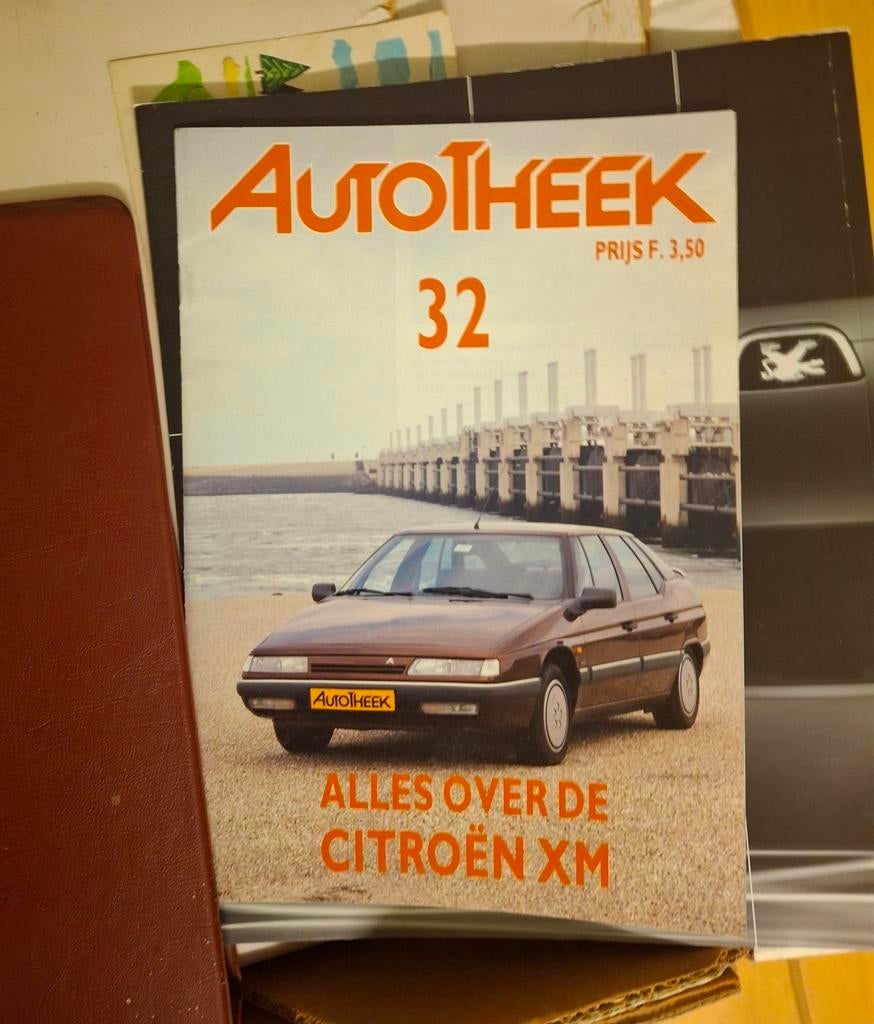 AUTOTHEEK
PRIJS F. 3,50
32
AUTOTHEEK
ALLES OVER DE
CITROËN XM